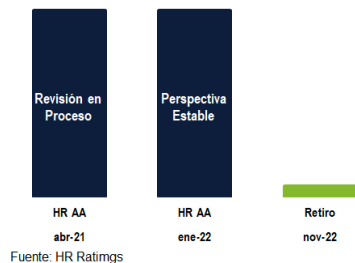 Revisión en
Proceso
Perspectiva
Estable
HR AA
HR AA
Retiro
abr-21
ene-22
nov-22
Fuente: HR Ratimgs